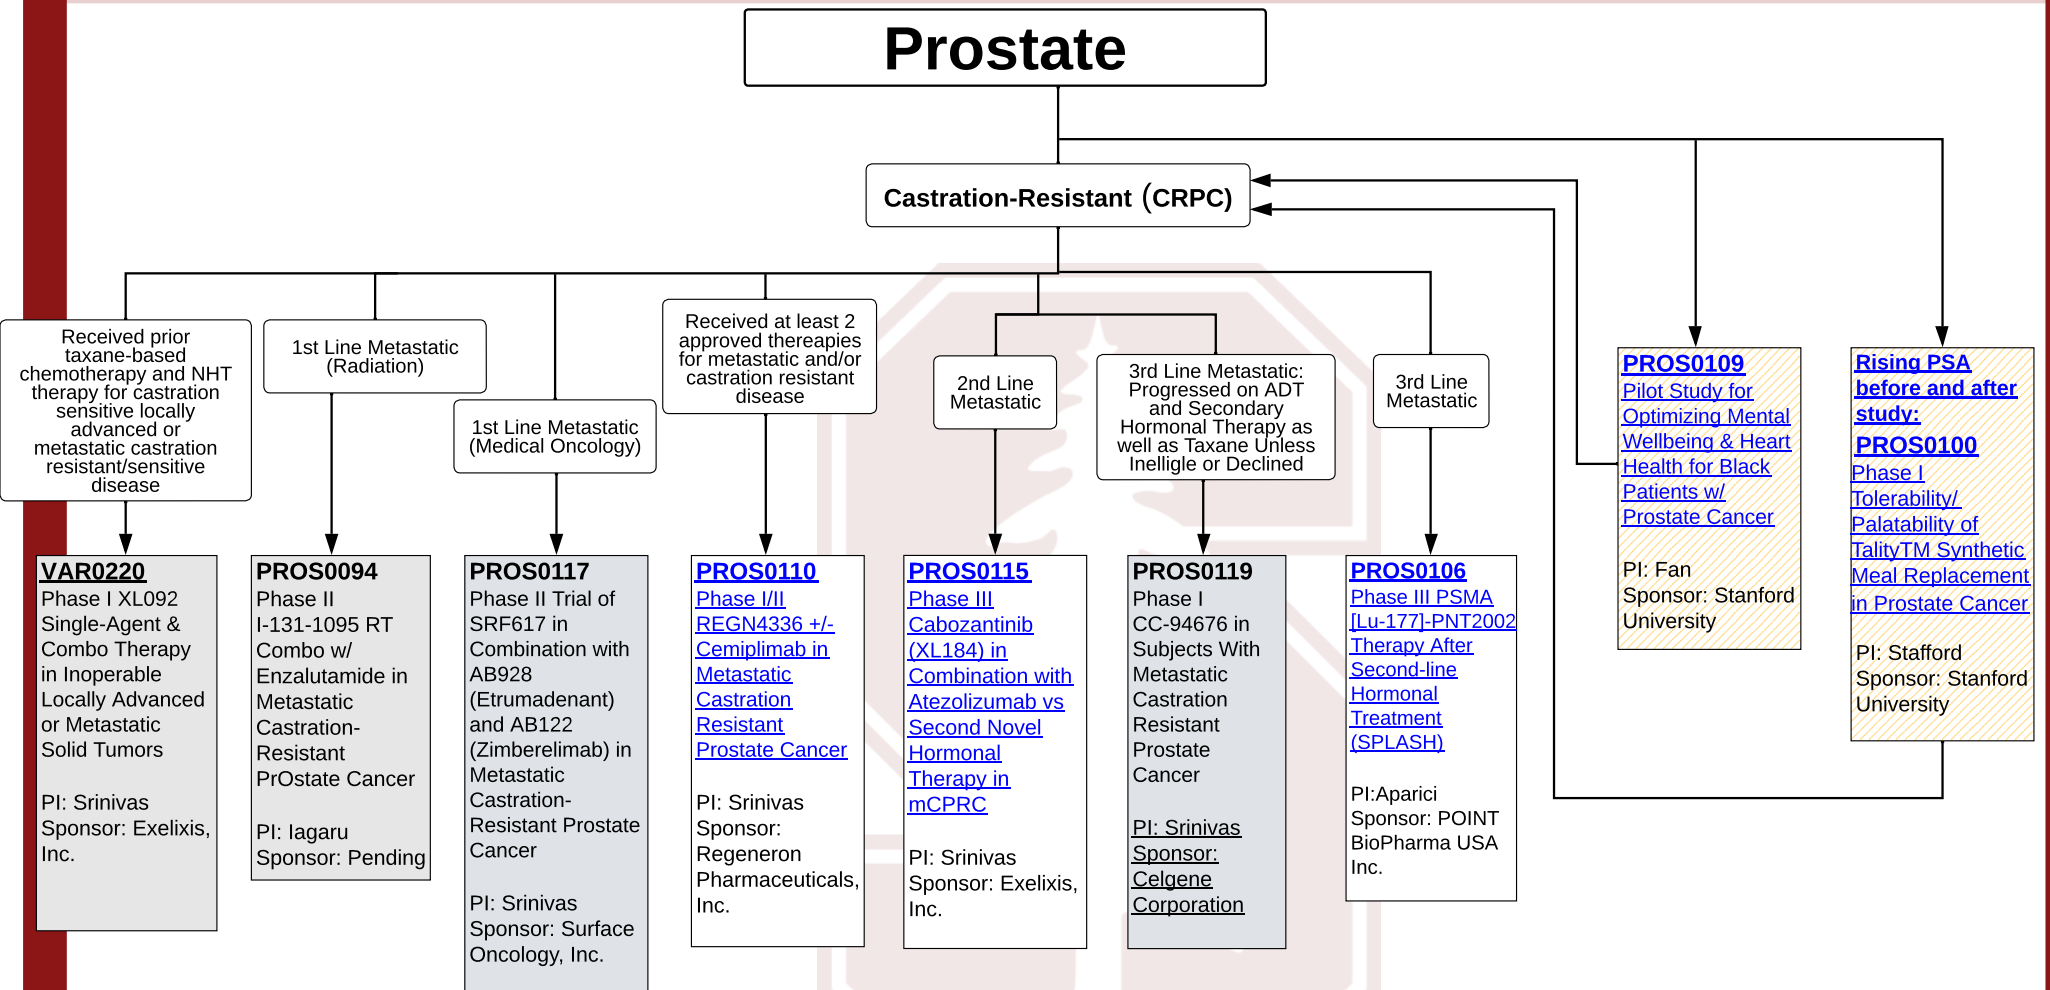 Prostate
Castration-Resistant (CRPC)
Received prior
taxane-based
chemotherapy and NHT
therapy for castration
sensitive locally
advanced or
metastatic castration
resistant/sensitive
disease
1st Line Metastatic
(Radiation)
1st Line Metastatic
(Medical Oncology)
Received at least 2
approved thereapies
for metastatic and/or
castration resistant
disease
2nd Line
Metastatic
3rd Line Metastatic:
Progressed on ADT
and Secondary
Hormonal Therapy as
well as Taxane Unless
Inelligle or Declined
3rd Line
Metastatic
VAR0220
Phase I XL092
Single-Agent &
Combo Therapy
in Inoperable
Locally Advanced
or Metastatic
Solid Tumors
PI: Srinivas
Sponsor: Exelixis,
Inc.
PROS0094
Phase II
I-131-1095 RT
Combo w/
Enzalutamide in
Metastatic
Castration-
Resistant
PrOstate Cancer
PI: Iagaru
Sponsor: Pending
PROS0117
Phase II Trial of
SRF617 in
Combination with
AB928
(Etrumadenant)
and AB122
(Zimberelimab) in
Metastatic
Castration-
Resistant Prostate
Cancer
PI: Srinivas
Sponsor: Surface
Oncology, Inc.
PROS0110
Phase I/II
REGN4336 +/-
Cemiplimab in
Metastatic
Castration
Resistant
Prostate Cancer
PI: Srinivas
Sponsor:
Regeneron
Pharmaceuticals,
Inc.
PROS0115
Phase III
Cabozantinib
(XL184) in
Combination with
Atezolizumab vs
Second Novel
Hormonal
Therapy in
mCPRC
PI: Srinivas
Sponsor: Exelixis,
Inc.
PROS0119
Phase I
CC-94676 in
Subjects With
Metastatic
Castration
Resistant
Prostate
Cancer
PI: Srinivas
Sponsor:
Celgene
Corporation
PROS0106
Phase III PSMA
[Lu-177]-PNT2002
Therapy After
Second-line
Hormonal
Treatment
(SPLASH)
PI:Aparici
Sponsor: POINT
BioPharma USA
Inc.
PROS0109
Pilot Study for
Optimizing Mental
Wellbeing & Heart
Health for Black
Patients w/
Prostate Cancer
PI: Fan
Sponsor: Stanford
University
Rising PSA
before and after
study:
PROS0100
Phase I
Tolerability/
Palatability of
TalityTM Synthetic
Meal Replacement
in Prostate Cancer
PI: Stafford
Sponsor: Stanford
University